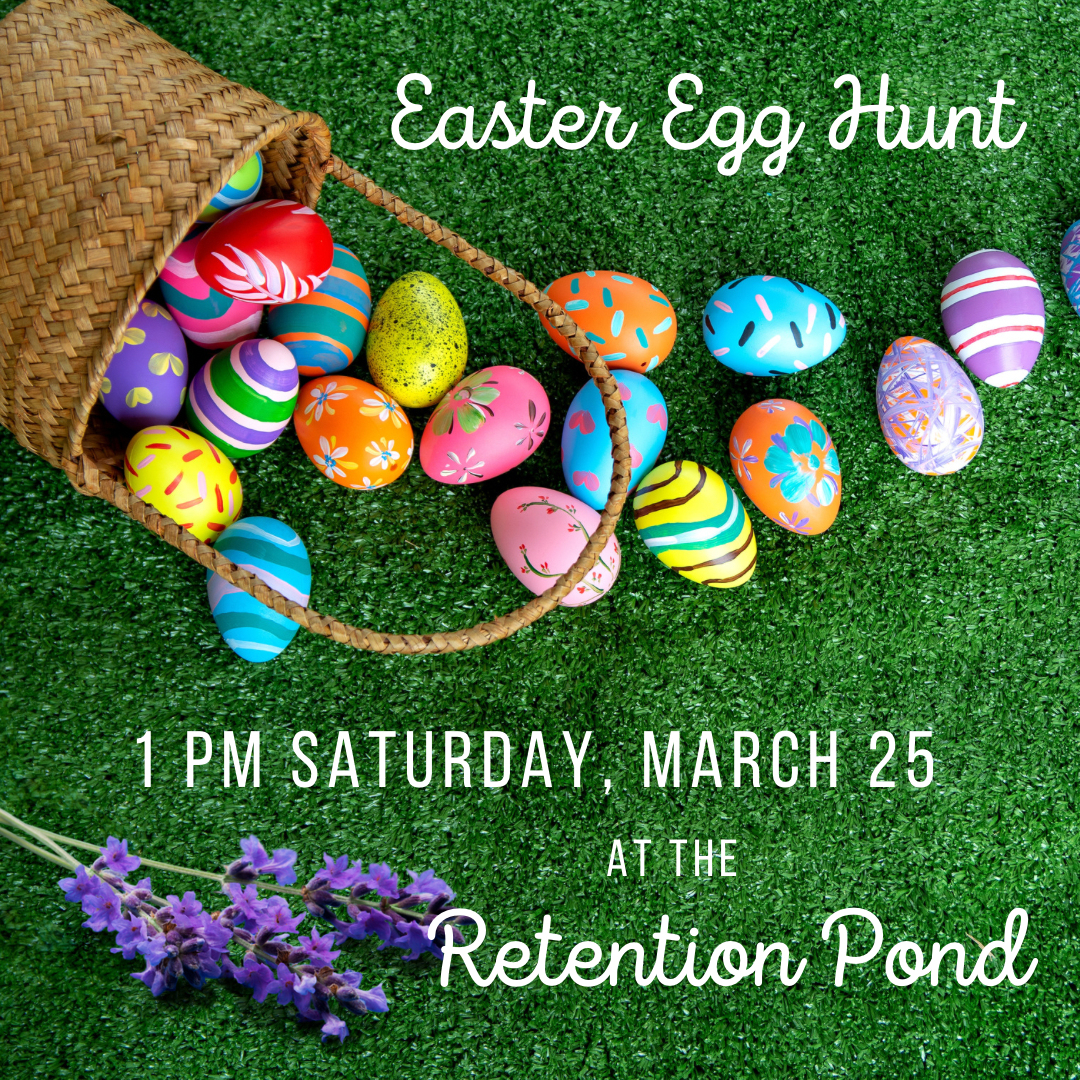 Easter Egg Hunt
1 PM SATURDAY, MARCH 25
AT THE
Retention Pond